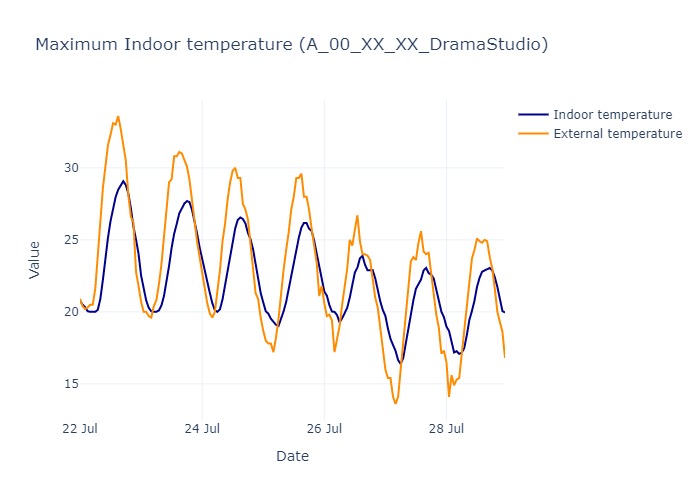 Maximum Indoor temperature (A_00_XX_XX_DramaStudio)
Indoor temperature
External temperature
30
25
20
15
Value
22 Jul
24 Jul
26 Jul
28 Jul
Date